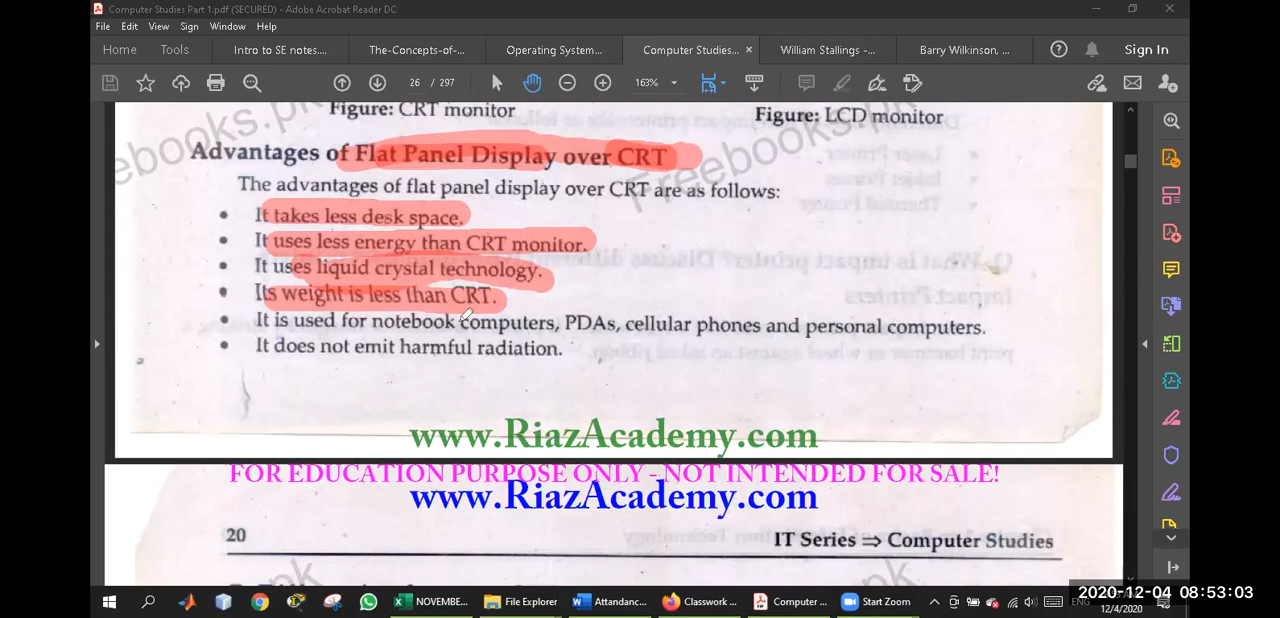 Computer Studies Part 1.pdf (SECURED) - Adobe Acrobat Reader DC
File Edit View Sign Window Help
Home Tools Intro to SE notes.... The-Concepts-of-... Operating System... Computer Studies... × William Stallings -... Barry Wilkinson, ... Sign In
26 / 297 163%
Figure: CRT monitor Figure: LCD monitor
Advantages of Flat Panel Display over CRT
The advantages of flat panel display over CRT are as follows:
• It takes less desk space.
• It uses less energy than CRT monitor.
• It uses liquid crystal technology.
• Its weight is less than CRT.
• It is used for notebook computers, PDAs, cellular phones and personal computers.
• It does not emit harmful radiation.
www.RiazAcademy.com
FOR EDUCATION PURPOSE ONLY - NOT INTENDED FOR SALE!
www.RiazAcademy.com
20 IT Series ⇒ Computer Studies
NOVEMBE... File Explorer Attendanc... Classwork ... Computer ... Start Zoom ENG
2020-12-04 08:53:03
12/4/2020